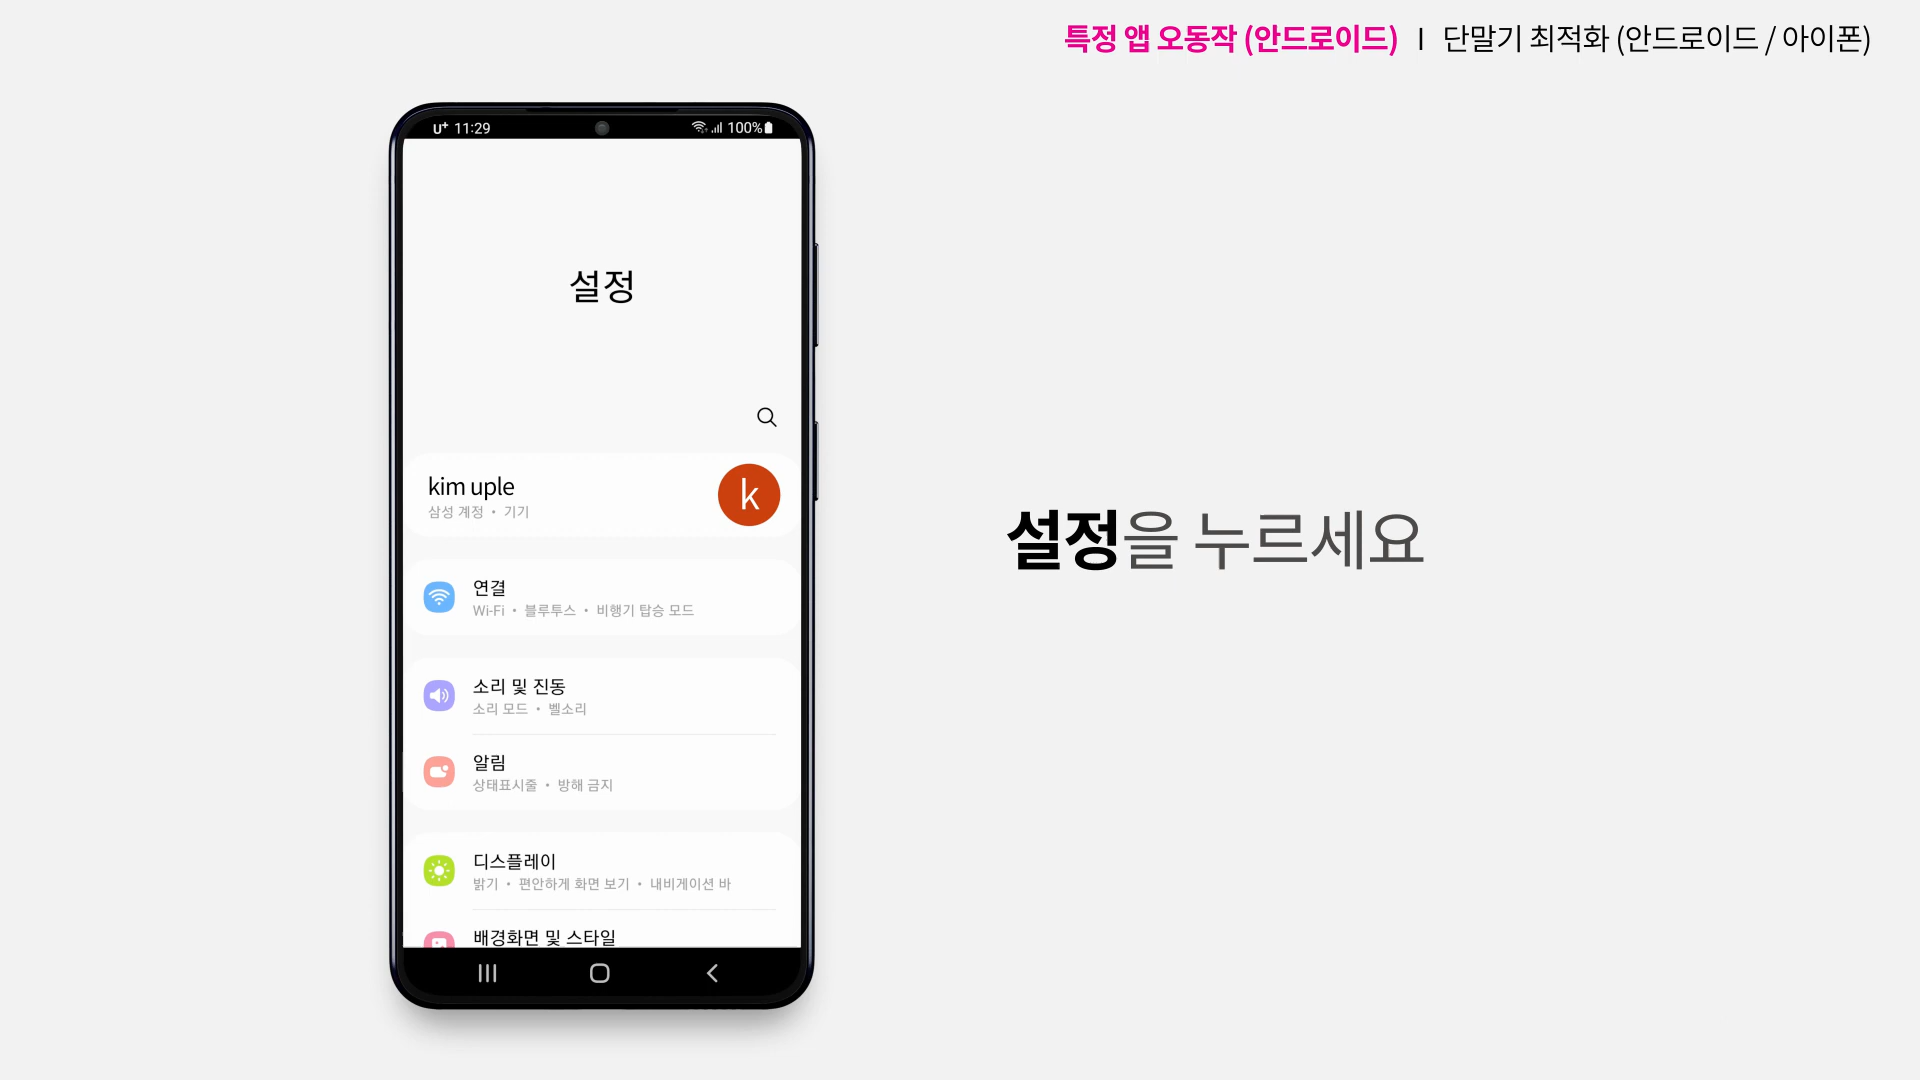 특정 앱 오동작 (안드로이드) ㅣ 단말기 최적화 (안드로이드 / 아이폰)
U+ 11:29 100%
설정
kim uple
k
삼성 계정 • 기기
연결
Wi-Fi • 블루투스 • 비행기 탑승 모드
소리 및 진동
소리 모드 • 벨소리
알림
상태표시줄 • 방해 금지
디스플레이
밝기 • 편안하게 화면 보기 • 내비게이션 바
배경화면 및 스타일
설정을 누르세요